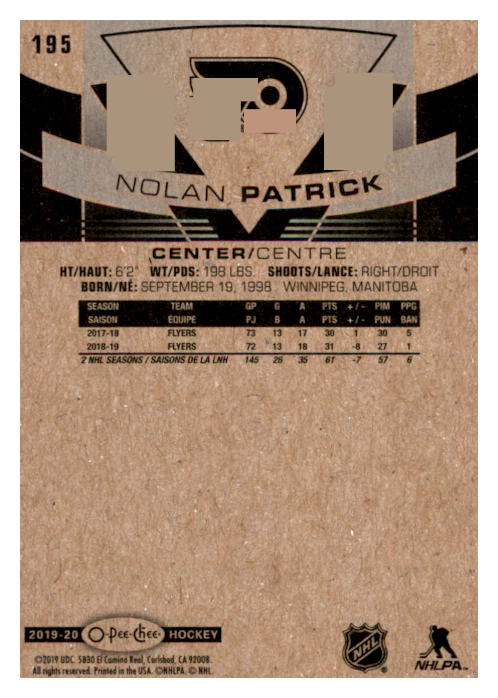 195
NOLAN PATRICK
CENTER/CENTRE
HT/HAUT: 6'2" WT/PDS: 198 LBS. SHOOTS/LANCE: RIGHT/DROIT
BORN/NÉ: SEPTEMBER 19, 1998 WINNIPEG, MANITOBA
SEASON TEAM GP G A PTS +/- PIM PPG
SAISON ÉQUIPE PJ B A PTS +/- PUN BAN
2017-18 FLYERS 73 13 17 30 1 30 5
2018-19 FLYERS 72 13 18 31 -8 27 1
2 NHL SEASONS / SAISONS DE LA LNH 145 26 35 61 -7 57 6
2019-20 O-Pee-Chee HOCKEY
©2019 UDC. 5830 El Camino Real, Carlsbad, CA 92008.
All rights reserved. Printed in the USA. ©NHLPA. © NHL.
NHL
NHLPA